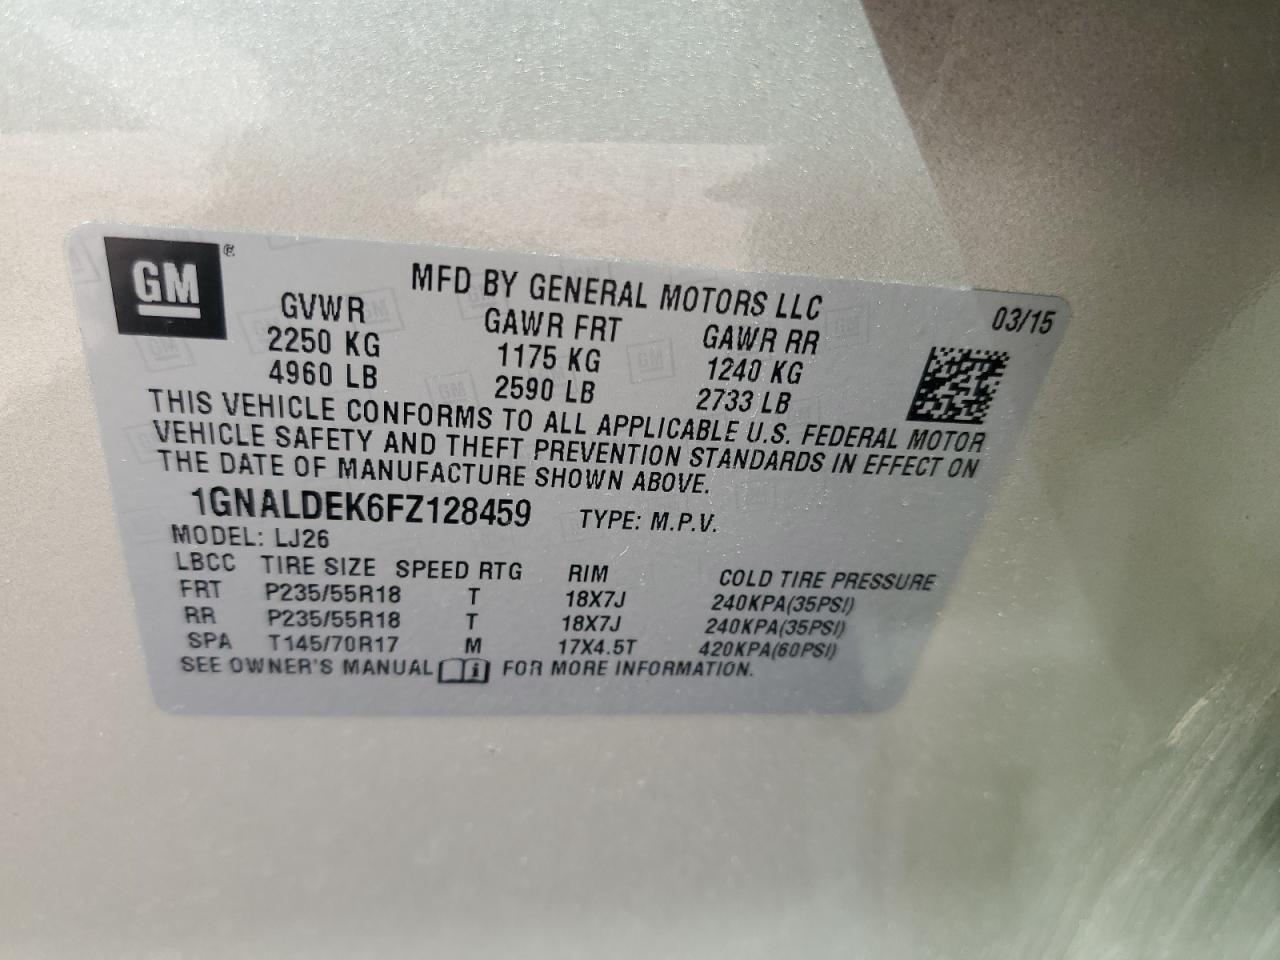 GM ®
MFD BY GENERAL MOTORS LLC
03/15
GVWR GAWR FRT GAWR RR
2250 KG 1175 KG 1240 KG
4960 LB 2590 LB 2733 LB
THIS VEHICLE CONFORMS TO ALL APPLICABLE U.S. FEDERAL MOTOR
VEHICLE SAFETY AND THEFT PREVENTION STANDARDS IN EFFECT ON
THE DATE OF MANUFACTURE SHOWN ABOVE.
1GNALDEK6FZ128459 TYPE: M.P.V.
MODEL: LJ26
LBCC TIRE SIZE SPEED RTG RIM COLD TIRE PRESSURE
FRT P235/55R18 T 18X7J 240KPA(35PSI)
RR P235/55R18 T 18X7J 240KPA(35PSI)
SPA T145/70R17 M 17X4.5T 420KPA(60PSI)
SEE OWNER'S MANUAL i FOR MORE INFORMATION.